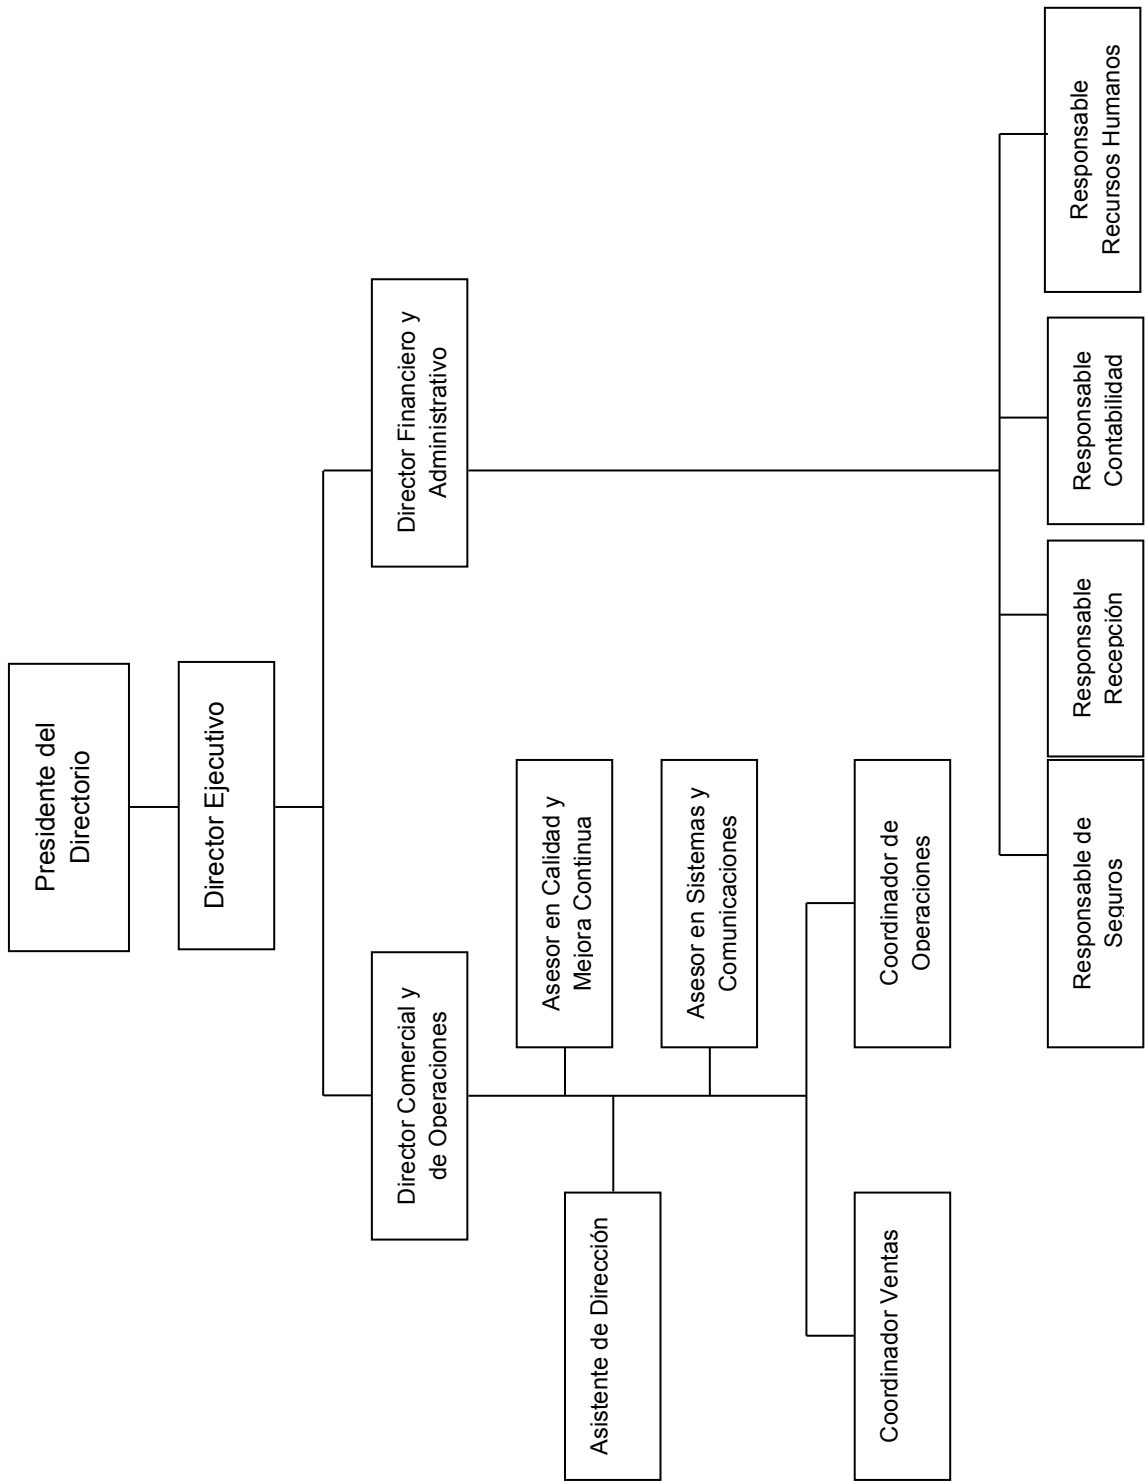 Presidente del
Directorio
Director Ejecutivo
Director Comercial y
de Operaciones
Director Financiero y
Administrativo
Asesor en Calidad y
Mejora Continua
Asistente de Dirección
Asesor en Sistemas y
Comunicaciones
Coordinador Ventas
Coordinador de
Operaciones
Responsable de
Seguros
Responsable
Recepción
Responsable
Contabilidad
Responsable
Recursos Humanos